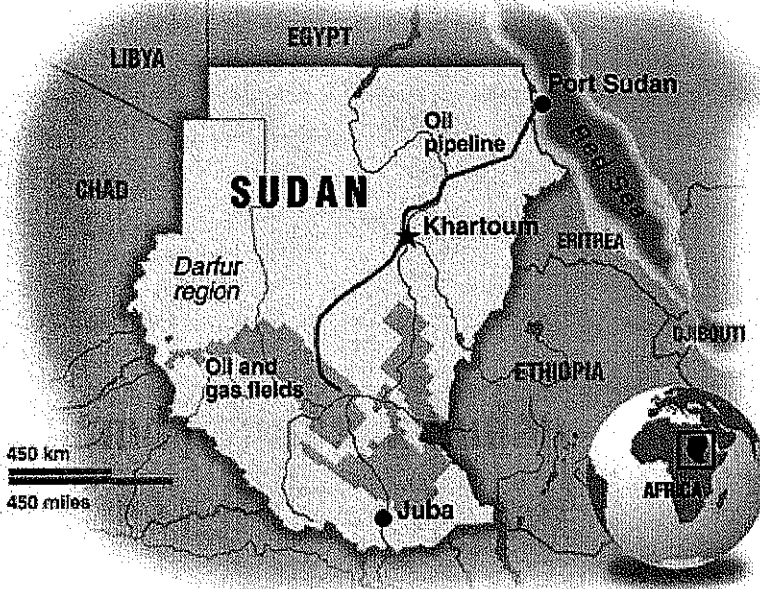 EGYPT
LIBYA
Port Sudan
Oil
pipeline
Red Sea
CHAD
SUDAN
Khartoum
ERITREA
Darfur
region
DJIBOUTI
Oil and
gas fields
ETHIOPIA
450 km
450 miles
AFRICA
Juba